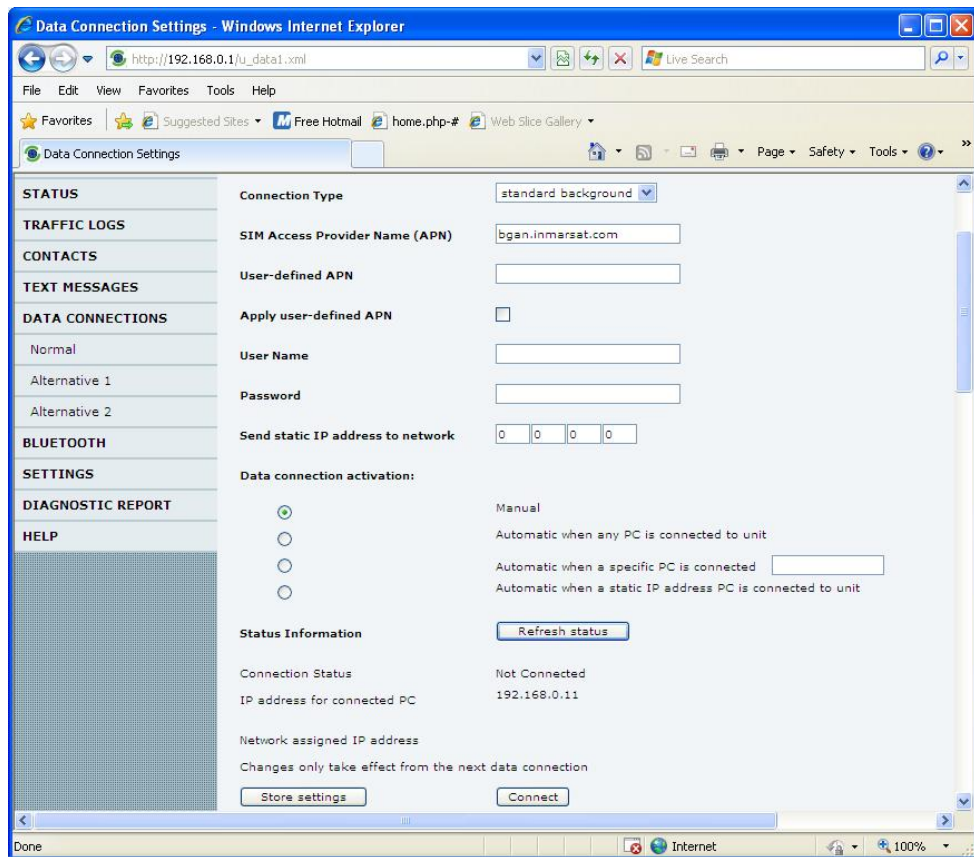 Data Connection Settings - Windows Internet Explorer
http://192.168.0.1/u_data1.xml
Live Search
File Edit View Favorites Tools Help
Favorites Suggested Sites Free Hotmail home.php-# Web Slice Gallery
Data Connection Settings Page Safety Tools »
STATUS
TRAFFIC LOGS
CONTACTS
TEXT MESSAGES
DATA CONNECTIONS
Normal
Alternative 1
Alternative 2
BLUETOOTH
SETTINGS
DIAGNOSTIC REPORT
HELP
Connection Type standard background
SIM Access Provider Name (APN) bgan.inmarsat.com
User-defined APN
Apply user-defined APN
User Name
Password
Send static IP address to network 0 0 0 0
Data connection activation:
Manual
Automatic when any PC is connected to unit
Automatic when a specific PC is connected
Automatic when a static IP address PC is connected to unit
Status Information Refresh status
Connection Status Not Connected
IP address for connected PC 192.168.0.11
Network assigned IP address
Changes only take effect from the next data connection
Store settings Connect
Done Internet 100%